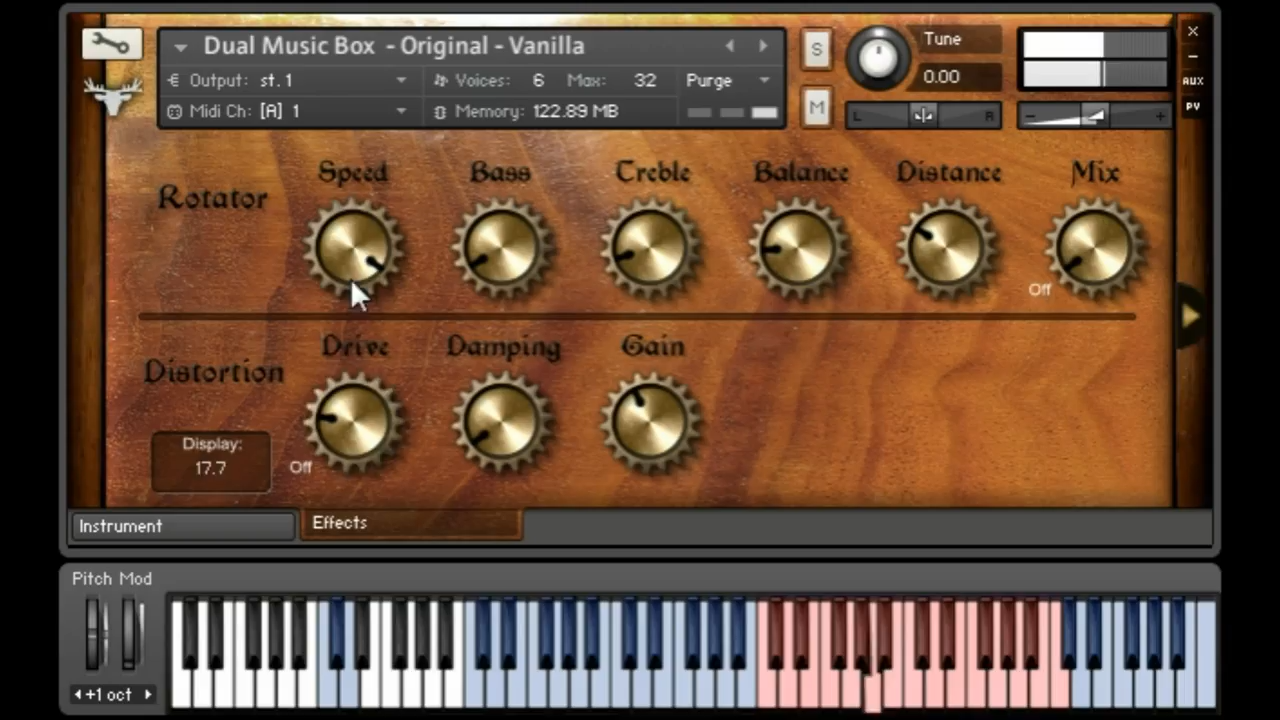 Dual Music Box - Original - Vanilla
Output: st. 1
Voices: 6 Max: 32
Purge
Midi Ch: [A] 1
Memory: 122.89 MB
S
M
Tune
0.00
L R
- +
×
-
AUX
PV
Rotator
Speed
Bass
Treble
Balance
Distance
Mix
Off
Distortion
Drive
Damping
Gain
Display:
17.7
Off
Instrument
Effects
Pitch Mod
+1 oct